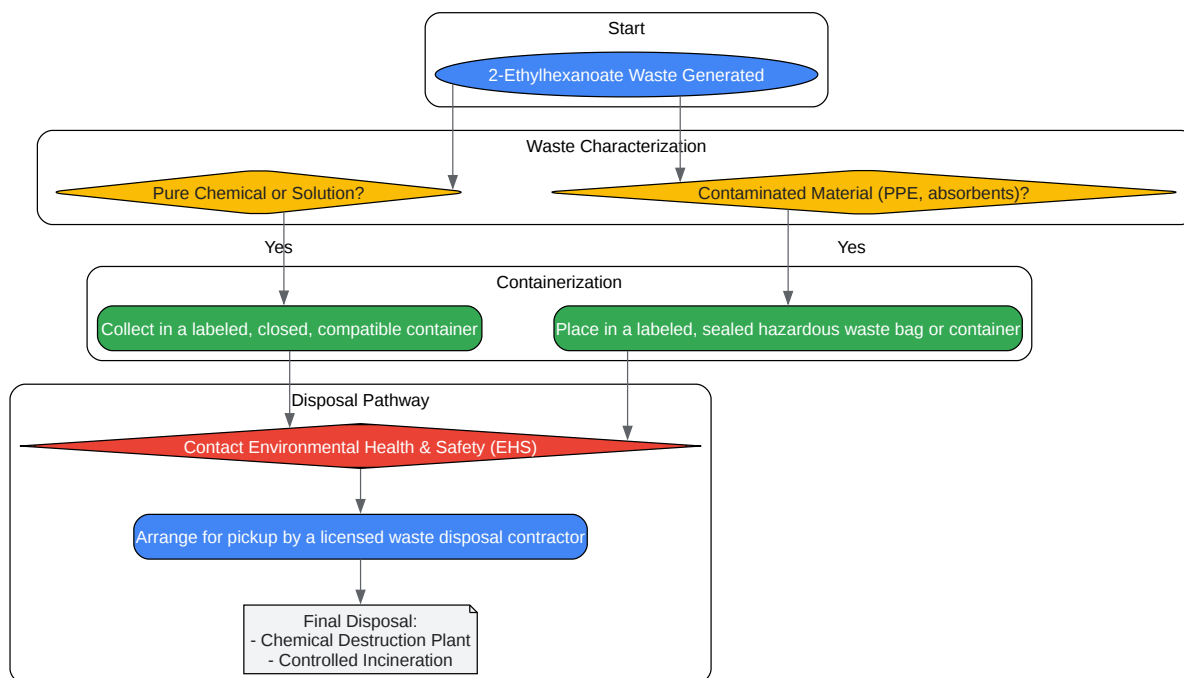 Start
2-Ethylhexanoate Waste Generated
Waste Characterization
Pure Chemical or Solution?
Contaminated Material (PPE, absorbents)?
Yes
Yes
Containerization
Collect in a labeled, closed, compatible container
Place in a labeled, sealed hazardous waste bag or container
Disposal Pathway
Contact Environmental Health & Safety (EHS)
Arrange for pickup by a licensed waste disposal contractor
Final Disposal:
- Chemical Destruction Plant
- Controlled Incineration